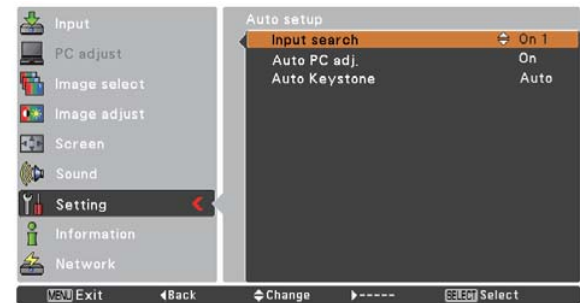 Input
PC adjust
Image select
Image adjust
Screen
Sound
Setting
Information
Network
Auto setup
Input search On 1
Auto PC adj. On
Auto Keystone Auto
MENU Exit ◀Back Change ▶----- SELECT Select